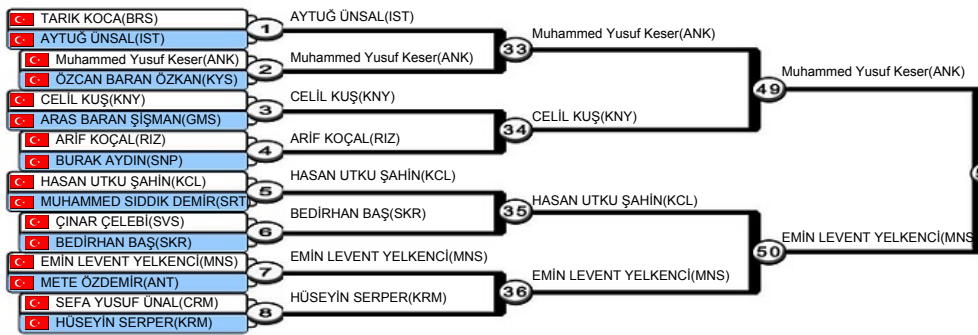 TARIK KOCA(BRS)
AYTUĞ ÜNSAL(IST)
1
AYTUĞ ÜNSAL(IST)
Muhammed Yusuf Keser(ANK)
ÖZCAN BARAN ÖZKAN(KYS)
2
Muhammed Yusuf Keser(ANK)
33
Muhammed Yusuf Keser(ANK)
CELİL KUŞ(KNY)
ARAS BARAN ŞİŞMAN(GMS)
3
CELİL KUŞ(KNY)
ARİF KOÇAL(RIZ)
BURAK AYDIN(SNP)
4
ARİF KOÇAL(RIZ)
34
CELİL KUŞ(KNY)
49
Muhammed Yusuf Keser(ANK)
HASAN UTKU ŞAHİN(KCL)
MUHAMMED SIDDIK DEMİR(SRT)
5
HASAN UTKU ŞAHİN(KCL)
ÇINAR ÇELEBİ(SVS)
BEDİRHAN BAŞ(SKR)
6
BEDİRHAN BAŞ(SKR)
35
HASAN UTKU ŞAHİN(KCL)
EMİN LEVENT YELKENCİ(MNS)
METE ÖZDEMİR(ANT)
7
EMİN LEVENT YELKENCİ(MNS)
SEFA YUSUF ÜNAL(CRM)
HÜSEYİN SERPER(KRM)
8
HÜSEYİN SERPER(KRM)
36
EMİN LEVENT YELKENCİ(MNS)
50
EMİN LEVENT YELKENCİ(MNS